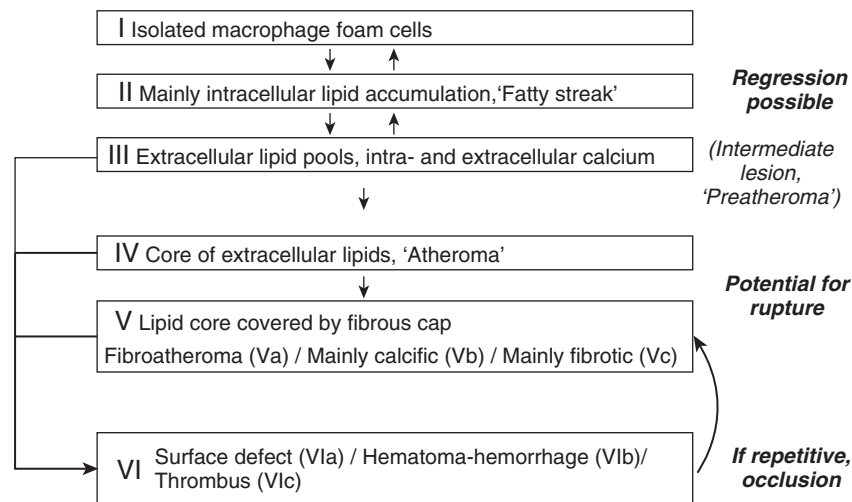 I Isolated macrophage foam cells
II Mainly intracellular lipid accumulation,‘Fatty streak’
Regression
possible
III Extracellular lipid pools, intra- and extracellular calcium
(Intermediate
lesion,
‘Preatheroma’)
IV Core of extracellular lipids, ‘Atheroma’
Potential for
rupture
V Lipid core covered by fibrous cap
Fibroatheroma (Va) / Mainly calcific (Vb) / Mainly fibrotic (Vc)
VI Surface defect (VIa) / Hematoma-hemorrhage (VIb)/
Thrombus (VIc)
If repetitive,
occlusion